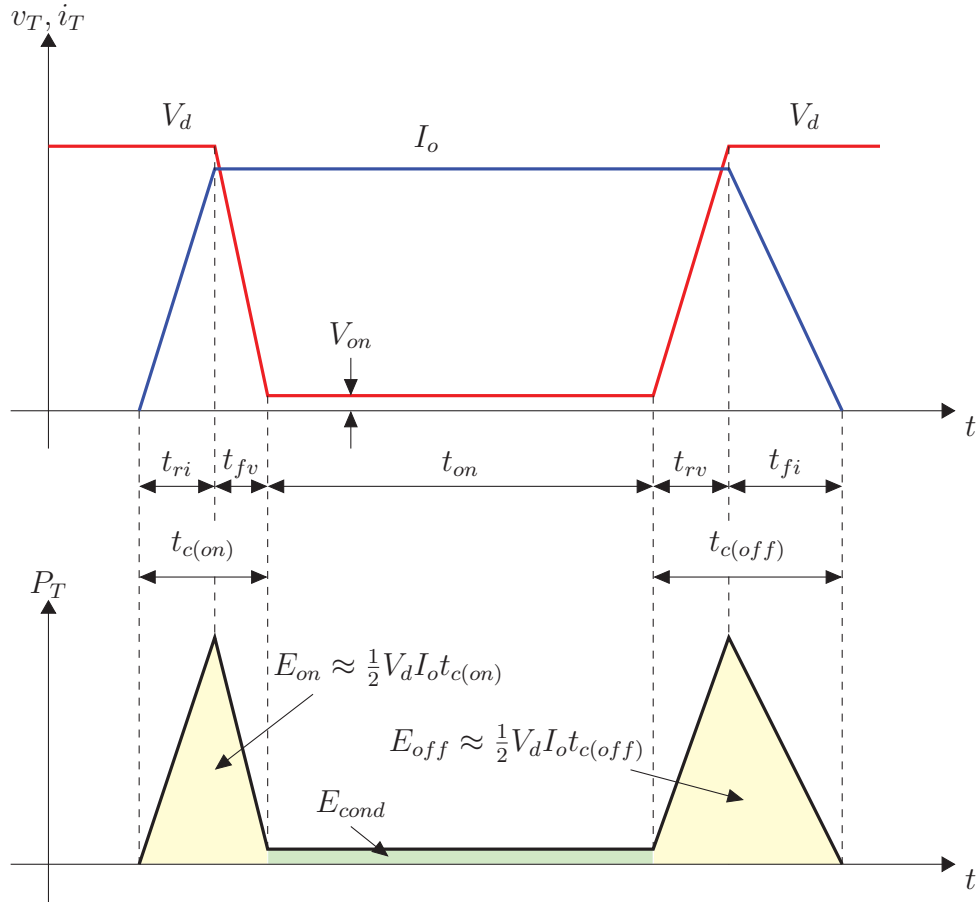 v_T, i_T
V_d I_o V_d
V_on
t
t_ri t_fv t_on t_rv t_fi
t_c(on) t_c(off)
P_T
E_on ≈ ½V_d I_o t_c(on)
E_off ≈ ½V_d I_o t_c(off)
E_cond
t